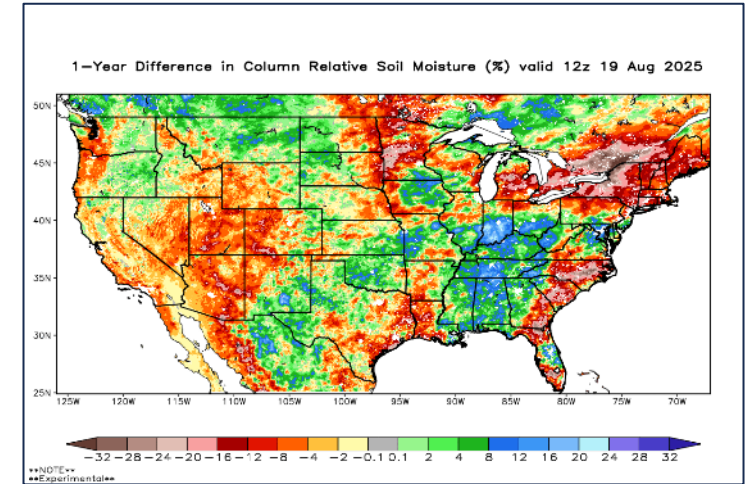 1-Year Difference in Column Relative Soil Moisture (%) valid 12z 19 Aug 2025
50N
45N
40N
35N
30N
25N
125W 120W 115W 110W 105W 100W 95W 90W 85W 80W 75W 70W
-32 -28 -24 -20 -16 -12 -8 -4 -2 -0.1 0.1 2 4 8 12 16 20 24 28 32
**NOTE**
**Experimental**